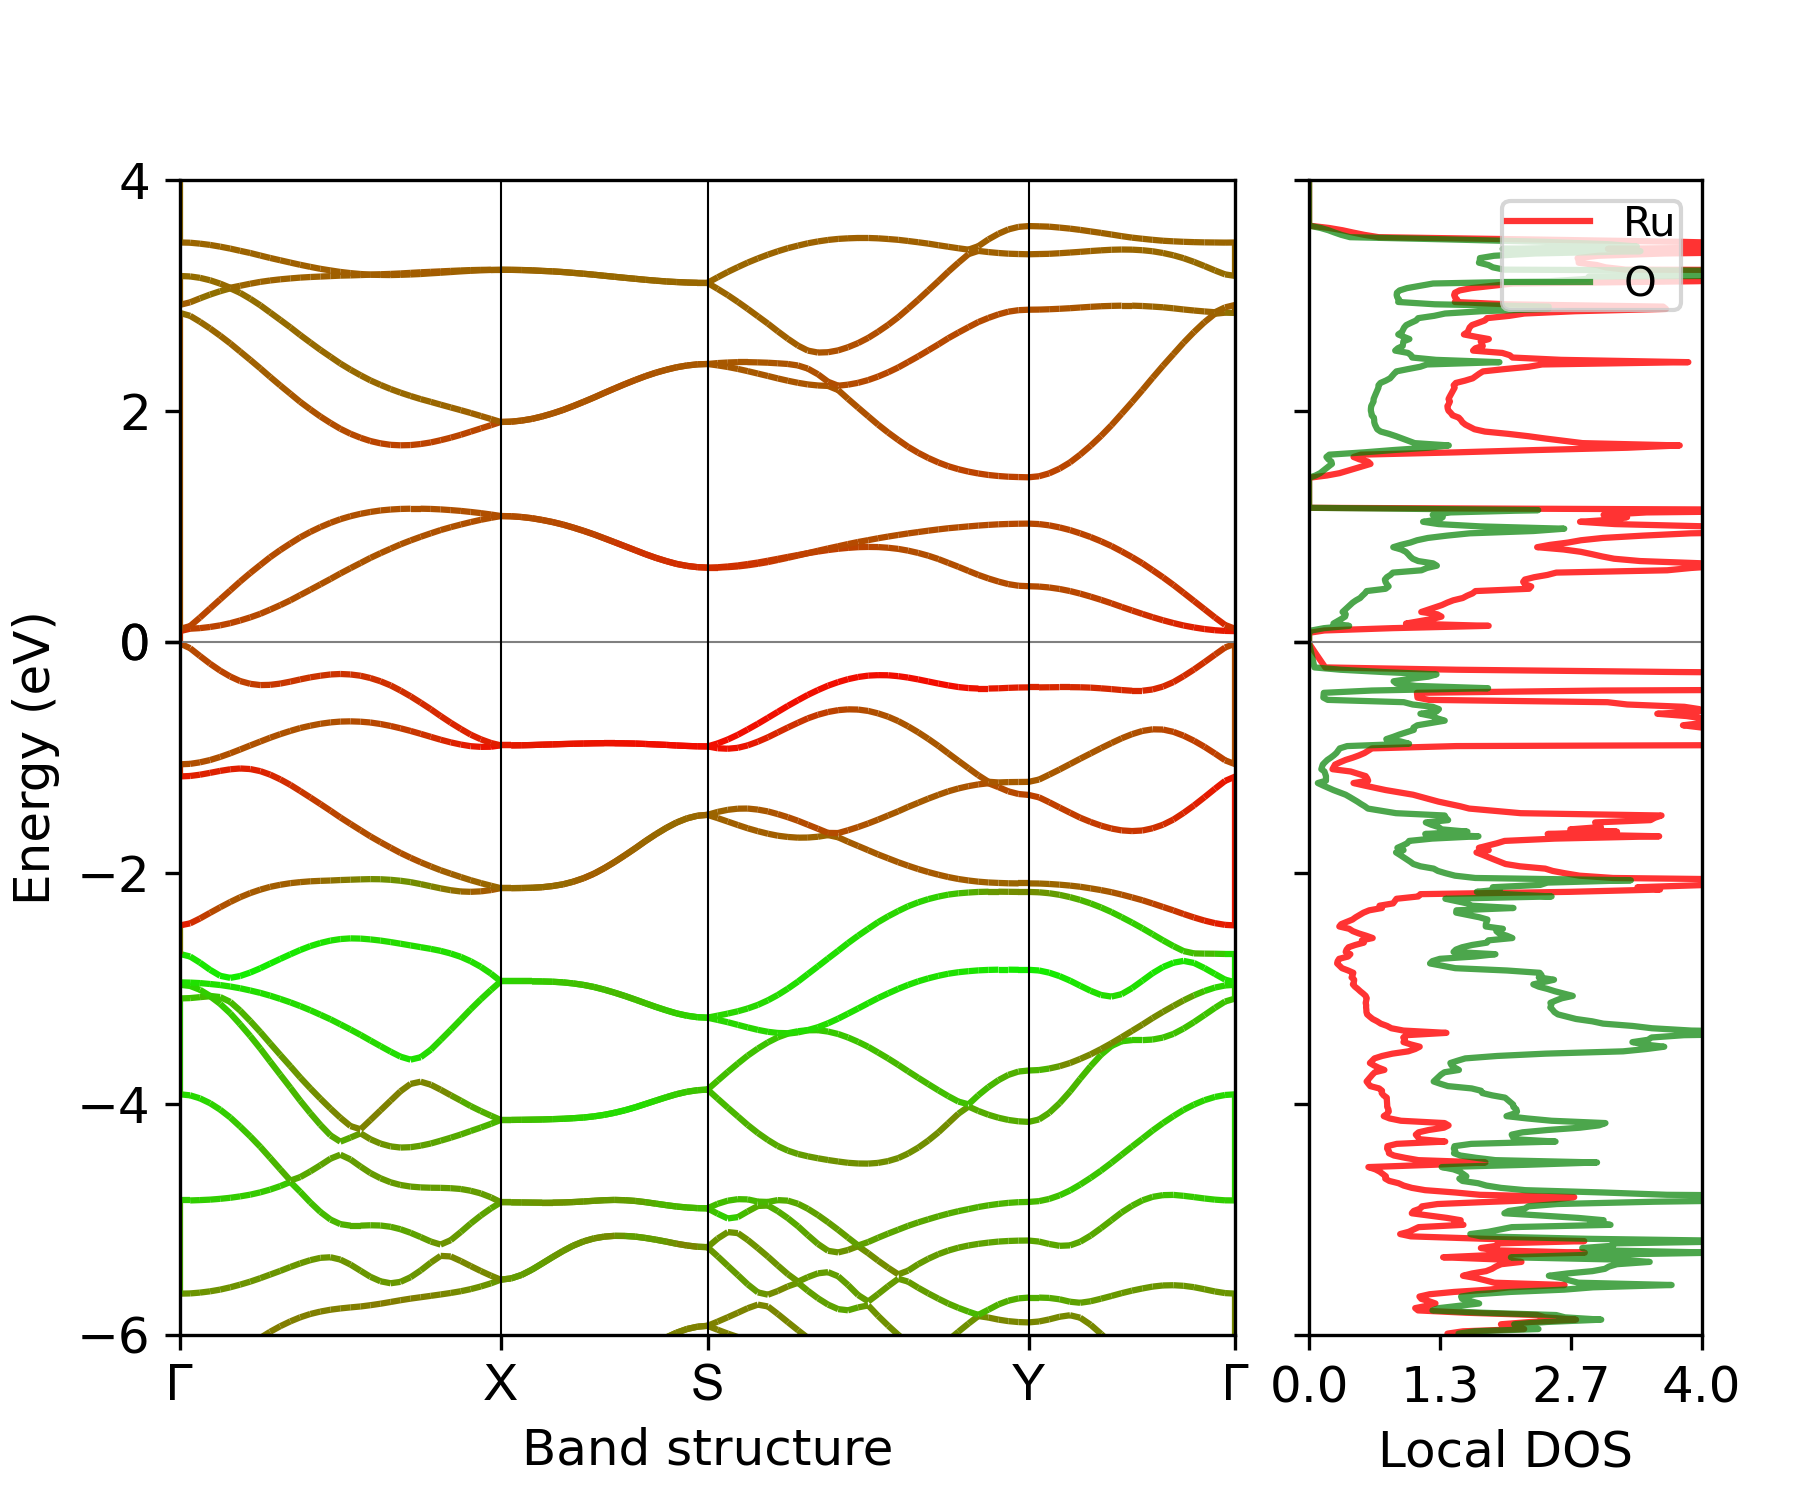 4
2
0
−2
−4
−6
Energy (eV)
Γ X S Y Γ
Band structure
Ru
O
0.0 1.3 2.7 4.0
Local DOS